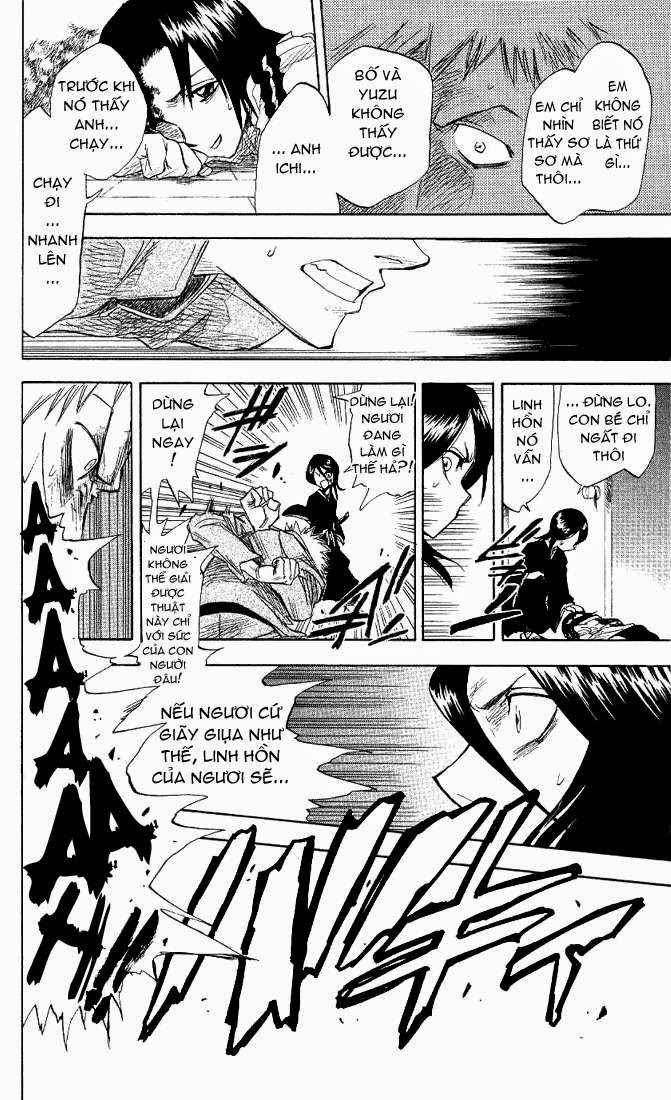 EM
KHÔNG
BIẾT NÓ
LÀ THỨ
GÌ...
EM CHỈ
NHÌN
THẤY SƠ
SƠ MÀ
THÔI...
BỐ VÀ
YUZU
KHÔNG
THẤY
ĐƯỢC...
... ANH
ICHI...
TRƯỚC KHI
NÓ THẤY
ANH...
CHẠY...
CHẠY ĐI
...
NHANH LÊN
...
... ĐỪNG LO.
CON BÉ CHỈ
NGẤT ĐI
THÔI
LINH
HỒN
NÓ VẪN
...
DỪNG LẠI!
NGƯƠI
ĐANG
LÀM GÌ
THẾ HẢ?!
DỪNG
LẠI
NGAY!
NGƯƠI
KHÔNG
THỂ GIẢI
ĐƯỢC
THUẬT
NÀY CHỈ
VỚI SỨC
CỦA CON
NGƯỜI
ĐÂU!
NẾU NGƯƠI CỨ
GIÃY GIỤA NHƯ
THẾ, LINH HỒN
CỦA NGƯƠI SẼ...
AAAAAAH!!